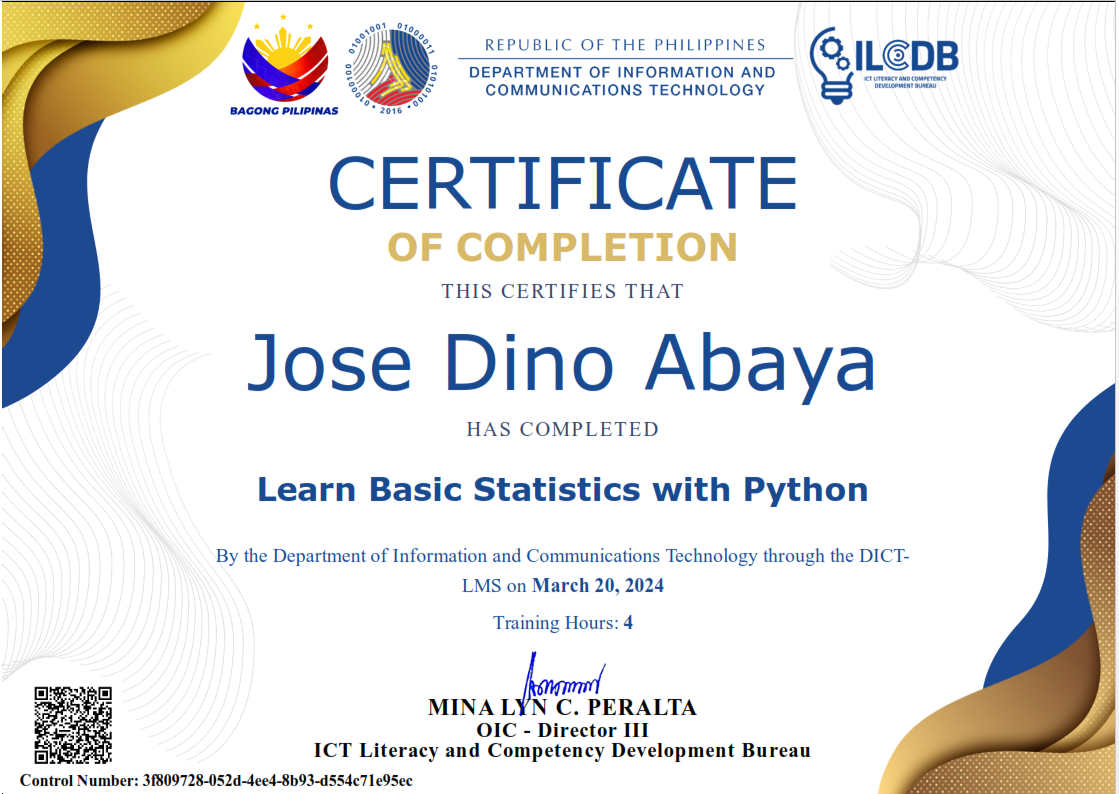 BAGONG PILIPINAS
01001001 01000011 01010100 0100100 • 2016 •
REPUBLIC OF THE PHILIPPINES
DEPARTMENT OF INFORMATION AND
COMMUNICATIONS TECHNOLOGY
ILCDB
ICT LITERACY AND COMPETENCY
DEVELOPMENT BUREAU
CERTIFICATE
OF COMPLETION
THIS CERTIFIES THAT
Jose Dino Abaya
HAS COMPLETED
Learn Basic Statistics with Python
By the Department of Information and Communications Technology through the DICT-
LMS on March 20, 2024
Training Hours: 4
MINA LYN C. PERALTA
OIC - Director III
ICT Literacy and Competency Development Bureau
Control Number: 3f809728-052d-4ee4-8b93-d554c71e95ec